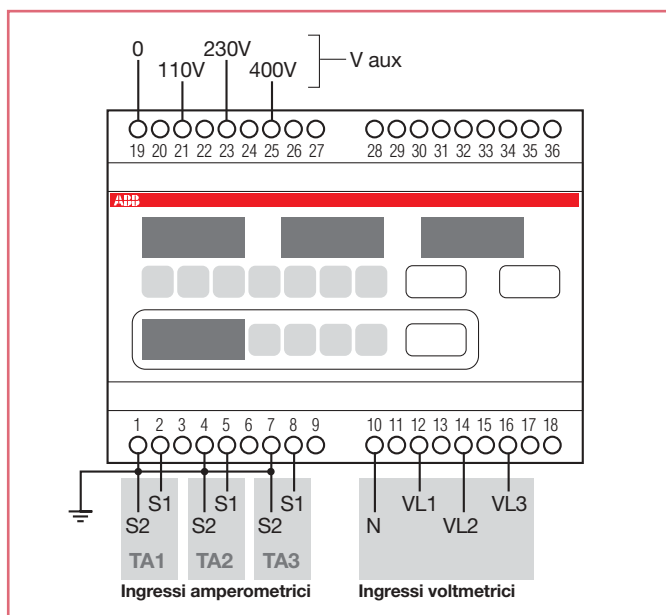 0 230V
110V 400V V aux
19 20 21 22 23 24 25 26 27 28 29 30 31 32 33 34 35 36
ABB
1 2 3 4 5 6 7 8 9 10 11 12 13 14 15 16 17 18
S1 S1 S1 VL1 VL3
S2 S2 S2 N VL2
TA1 TA2 TA3
Ingressi amperometrici Ingressi voltmetrici